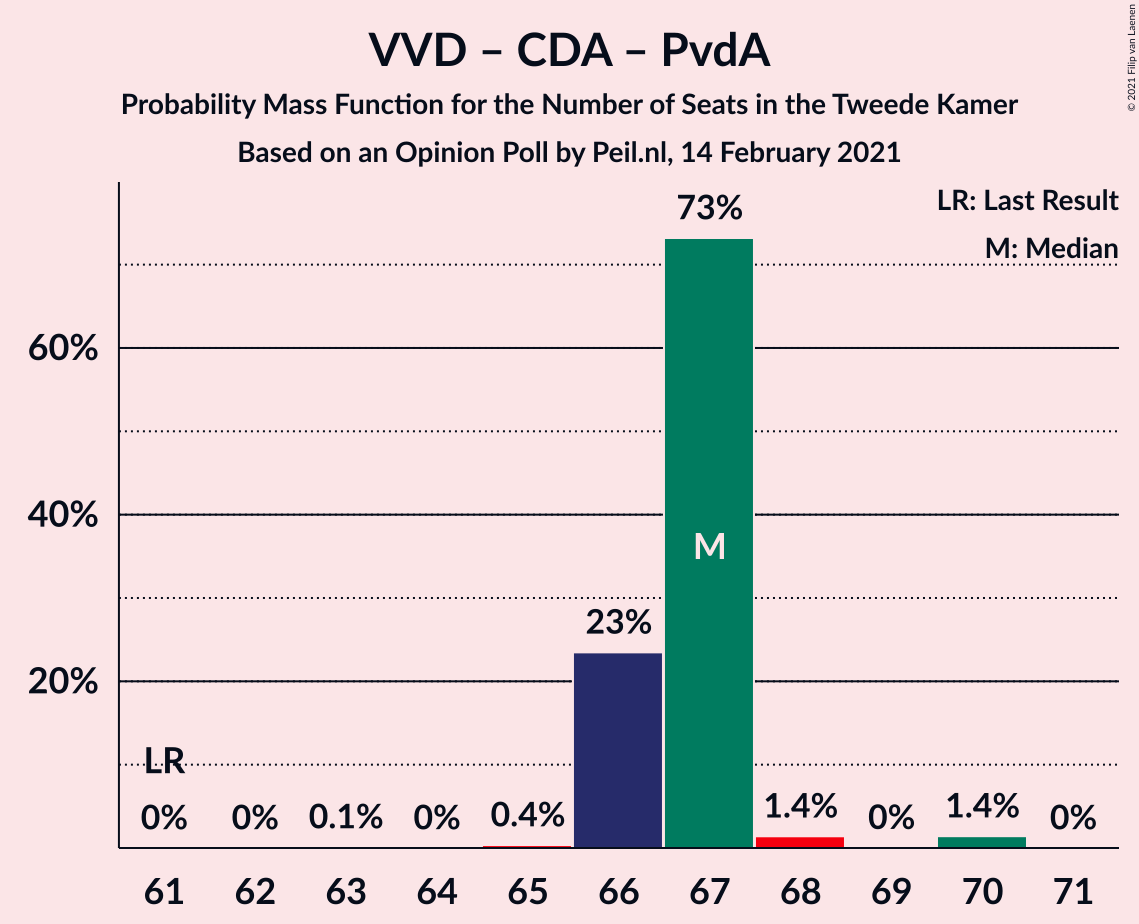 VVD – CDA – PvdA
Probability Mass Function for the Number of Seats in the Tweede Kamer
Based on an Opinion Poll by Peil.nl, 14 February 2021
© 2021 Filip van Laenen
LR: Last Result
M: Median
73%
60%
M
40%
23%
20%
LR
0% 0% 0.1% 0% 0.4% 1.4% 0% 1.4% 0%
61 62 63 64 65 66 67 68 69 70 71